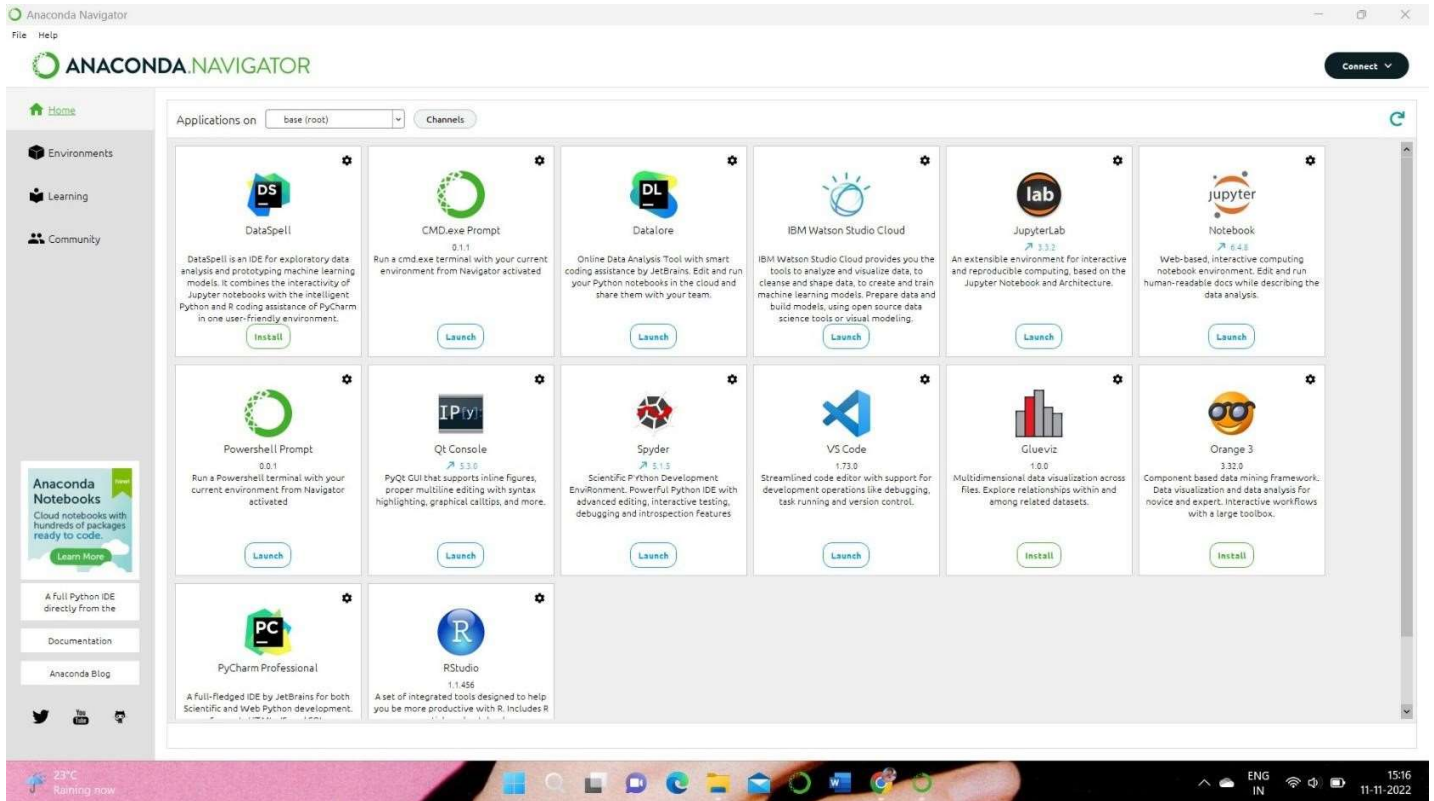 Anaconda Navigator
File Help
ANACONDA.NAVIGATOR
Connect
Home
Environments
Learning
Community
Applications on base (root) Channels
DS
DataSpell
DataSpell is an IDE for exploratory data
analysis and prototyping machine learning
models. It combines the interactivity of
Jupyter notebooks with the intelligent
Python and R coding assistance of PyCharm
in one user-friendly environment.
Install
CMD.exe Prompt
0.1.1
Run a cmd.exe terminal with your current
environment from Navigator activated
Launch
DL
Datalore
Online Data Analysis Tool with smart
coding assistance by JetBrains. Edit and run
your Python notebooks in the cloud and
share them with your team.
Launch
IBM Watson Studio Cloud
IBM Watson Studio Cloud provides you the
tools to analyze and visualize data, to
cleanse and shape data, to create and train
machine learning models. Prepare data and
build models, using open source data
science tools or visual modeling.
Launch
lab
JupyterLab
3.3.2
An extensible environment for interactive
and reproducible computing, based on the
Jupyter Notebook and Architecture.
Launch
jupyter
Notebook
6.4.8
Web-based, interactive computing
notebook environment. Edit and run
human-readable docs while describing the
data analysis.
Launch
Powershell Prompt
0.0.1
Run a Powershell terminal with your
current environment from Navigator
activated
Launch
IP[y]:
Qt Console
5.3.0
PyQt GUI that supports inline figures,
proper multiline editing with syntax
highlighting, graphical calltips, and more.
Launch
Spyder
5.1.5
Scientific PYthon Development
EnviRonment. Powerful Python IDE with
advanced editing, interactive testing,
debugging and introspection features
Launch
VS Code
1.73.0
Streamlined code editor with support for
development operations like debugging,
task running and version control.
Launch
Glueviz
1.0.0
Multidimensional data visualization across
files. Explore relationships within and
among related datasets.
Install
Orange 3
3.32.0
Component based data mining framework.
Data visualization and data analysis for
novice and expert. Interactive workflows
with a large toolbox.
Install
PC
PyCharm Professional
A full-fledged IDE by JetBrains for both
Scientific and Web Python development.
R
RStudio
1.1.456
A set of integrated tools designed to help
you be more productive with R. Includes R
New!
Anaconda
Notebooks
Cloud notebooks with
hundreds of packages
ready to code.
Learn More
A full Python IDE
directly from the
Documentation
Anaconda Blog
You
Tube
23°C
Raining now
W
ENG
IN
15:16
11-11-2022